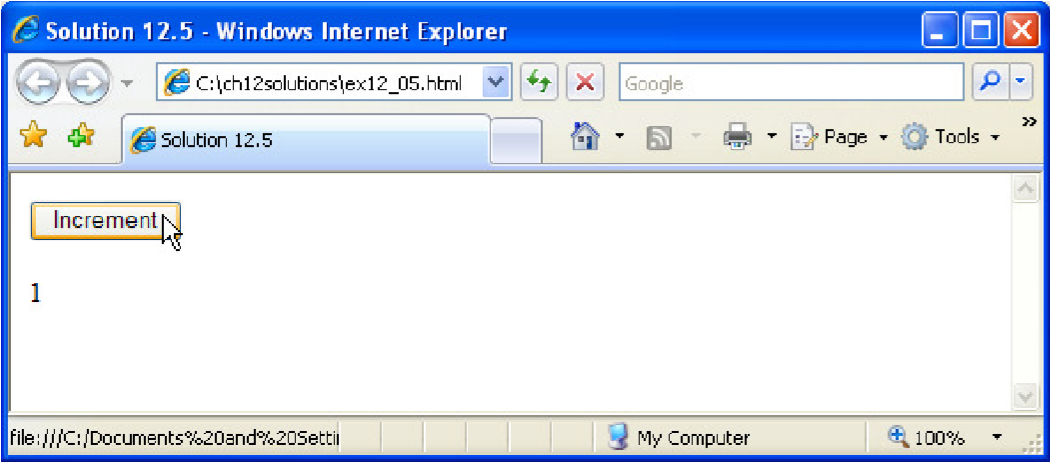 Solution 12.5 - Windows Internet Explorer
C:\ch12solutions\ex12_05.html
Google
Solution 12.5
Page
Tools
Increment
1
file:///C:/Documents%20and%20Settin
My Computer
100%